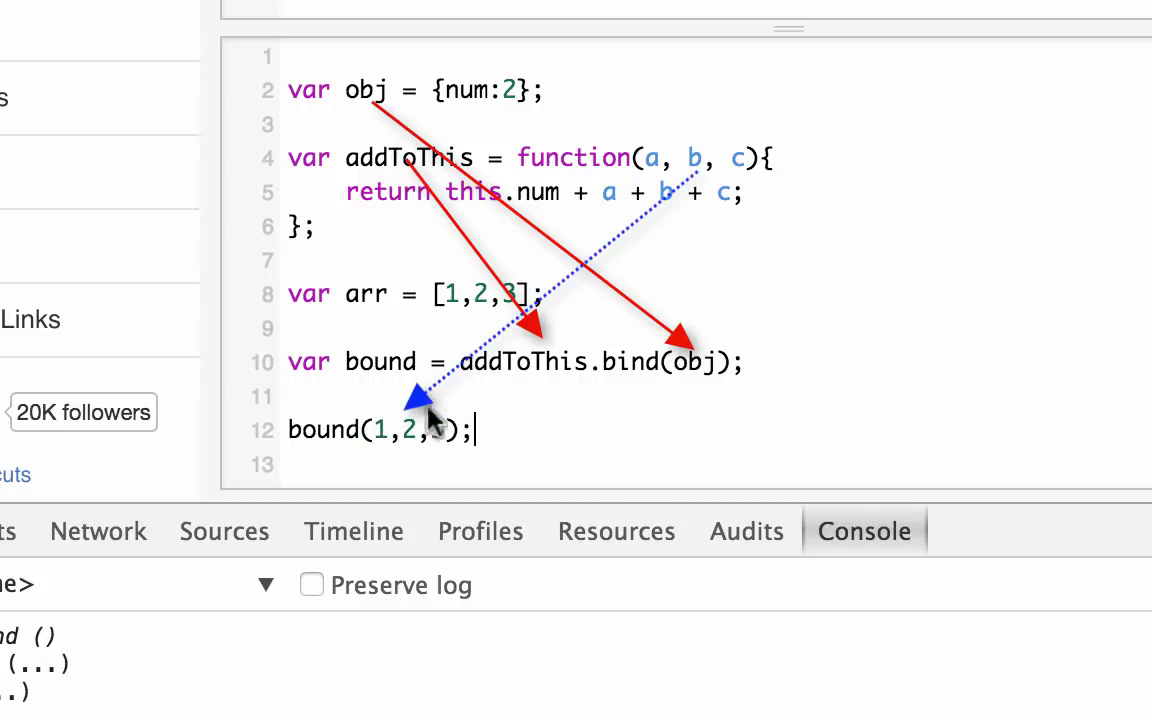 1
2 var obj = {num:2};
3
4 var addToThis = function(a, b, c){
5 return this.num + a + b + c;
6 };
7
8 var arr = [1,2,3];
9
10 var bound = addToThis.bind(obj);
11
12 bound(1,2, );
13
s
Links
20K followers
cuts
ts Network Sources Timeline Profiles Resources Audits Console
ne> ▼ Preserve log
nd ()
(...)
..)